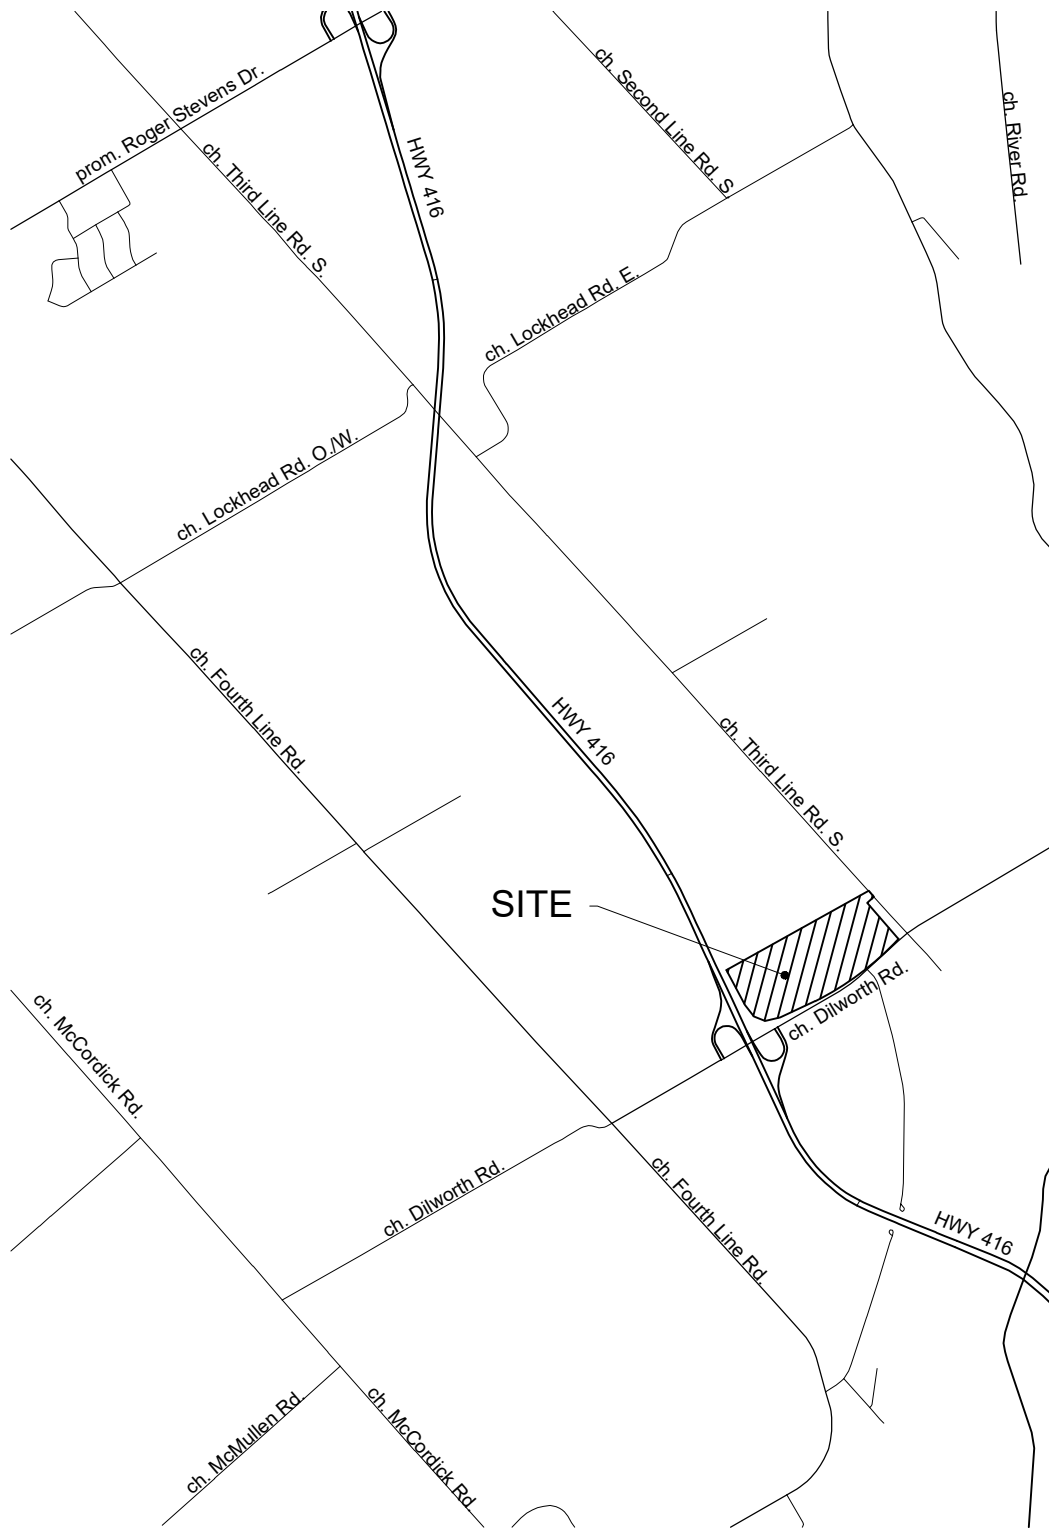 prom. Roger Stevens Dr.
ch. Second Line Rd. S
ch. River Rd.
ch. Third Line Rd. S.
HWY 416
ch. Lockhead Rd. E.
ch. Lockhead Rd. O./W.
ch. Fourth Line Rd.
HWY 416
ch. Third Line Rd. S.
SITE
ch. Dilworth Rd.
ch. McCordick Rd.
ch. Dilworth Rd.
ch. Fourth Line Rd.
HWY 416
ch. McMullen Rd.
ch. McCordick Rd.